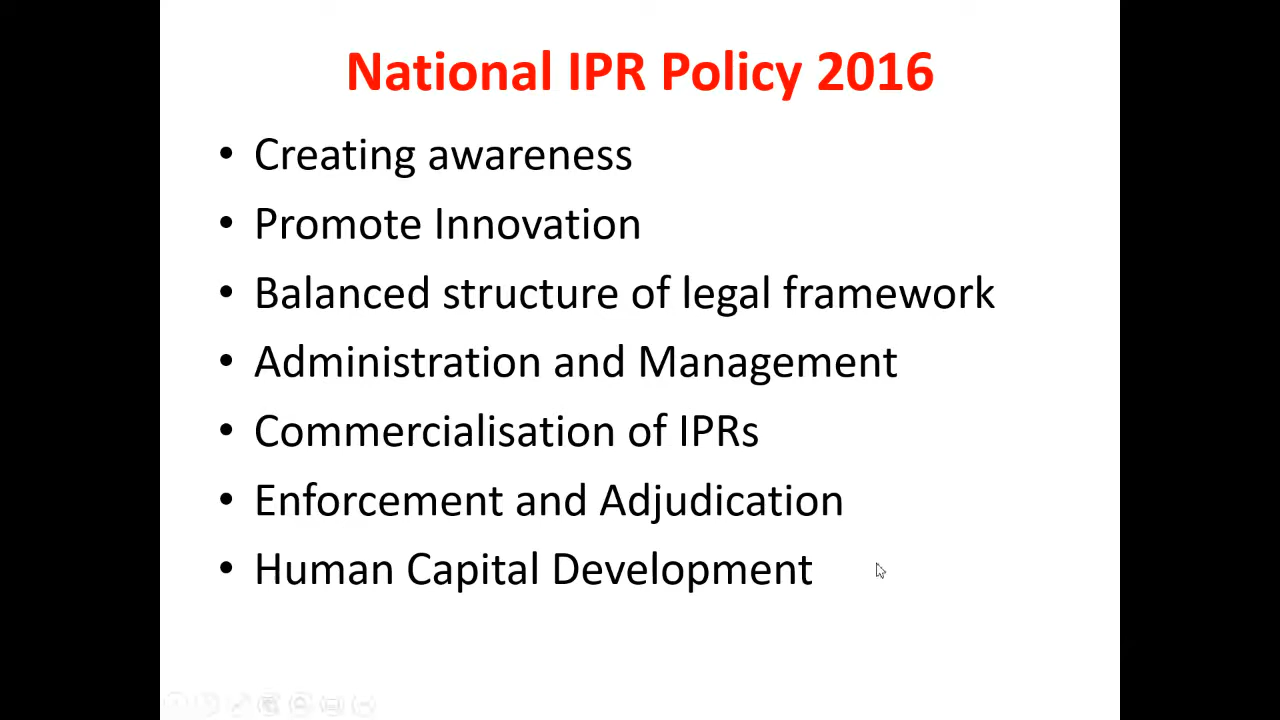 National IPR Policy 2016
• Creating awareness
• Promote Innovation
• Balanced structure of legal framework
• Administration and Management
• Commercialisation of IPRs
• Enforcement and Adjudication
• Human Capital Development